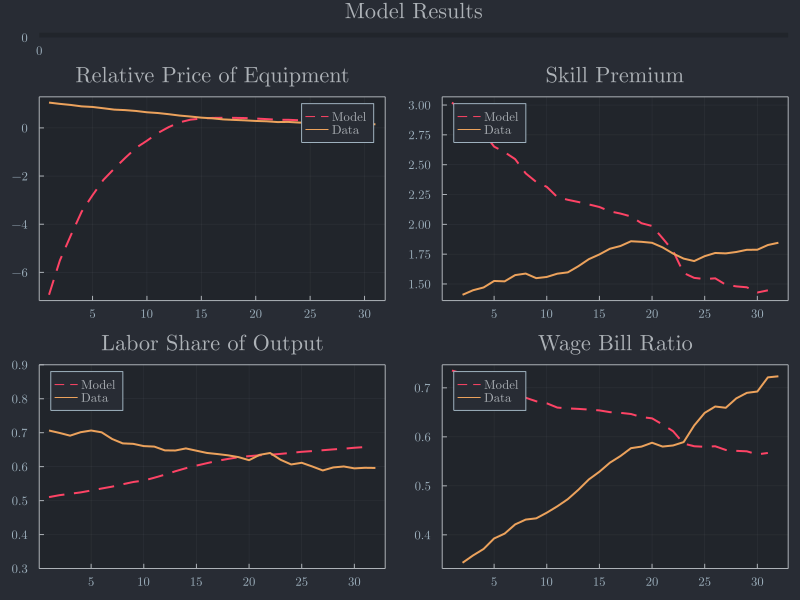 Model Results
0
0
Relative Price of Equipment
Model
Data
0
−2
−4
−6
5 10 15 20 25 30
Skill Premium
Model
Data
3.00
2.75
2.50
2.25
2.00
1.75
1.50
5 10 15 20 25 30
Labor Share of Output
Model
Data
0.9
0.8
0.7
0.6
0.5
0.4
0.3
5 10 15 20 25 30
Wage Bill Ratio
Model
Data
0.7
0.6
0.5
0.4
5 10 15 20 25 30